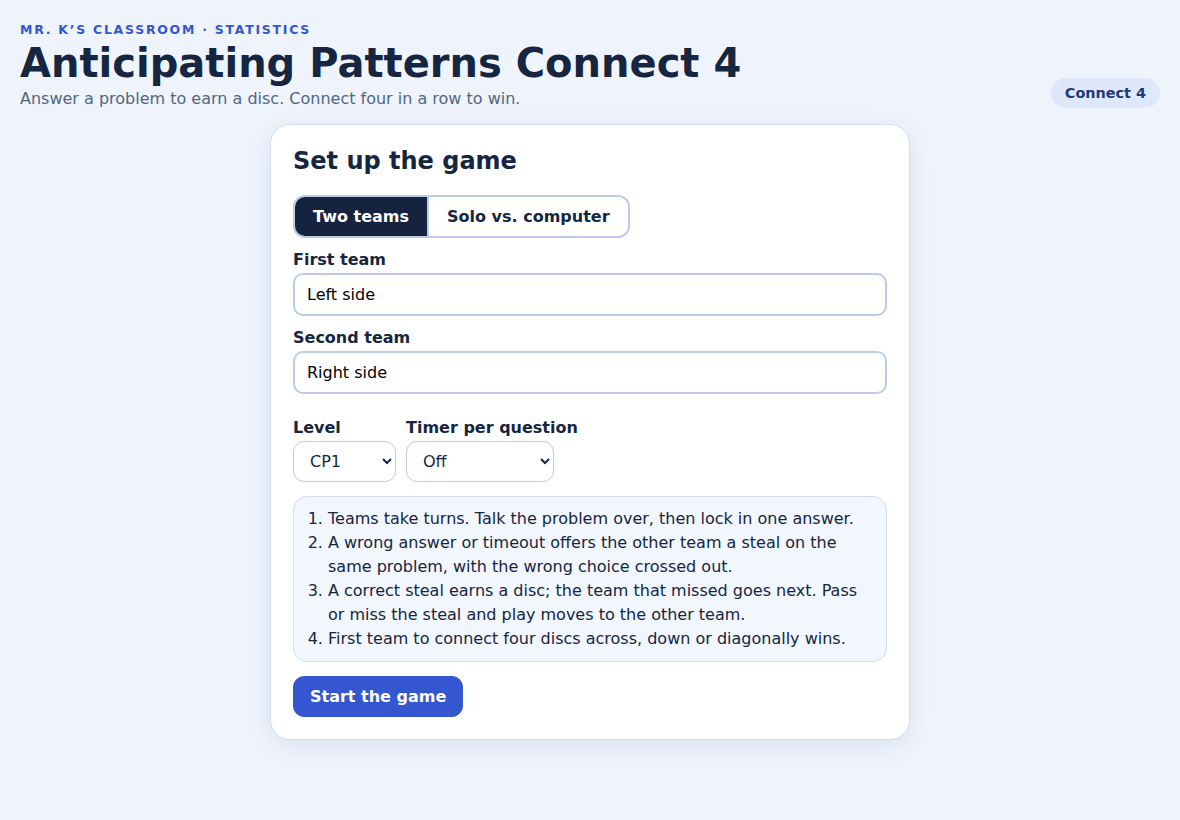 MR. K’S CLASSROOM · STATISTICS
Anticipating Patterns Connect 4
Answer a problem to earn a disc. Connect four in a row to win.
Connect 4
Set up the game
Two teams
Solo vs. computer
First team
Left side
Second team
Right side
Level
Timer per question
CP1
Off
1. Teams take turns. Talk the problem over, then lock in one answer.
2. A wrong answer or timeout offers the other team a steal on the
same problem, with the wrong choice crossed out.
3. A correct steal earns a disc; the team that missed goes next. Pass
or miss the steal and play moves to the other team.
4. First team to connect four discs across, down or diagonally wins.
Start the game